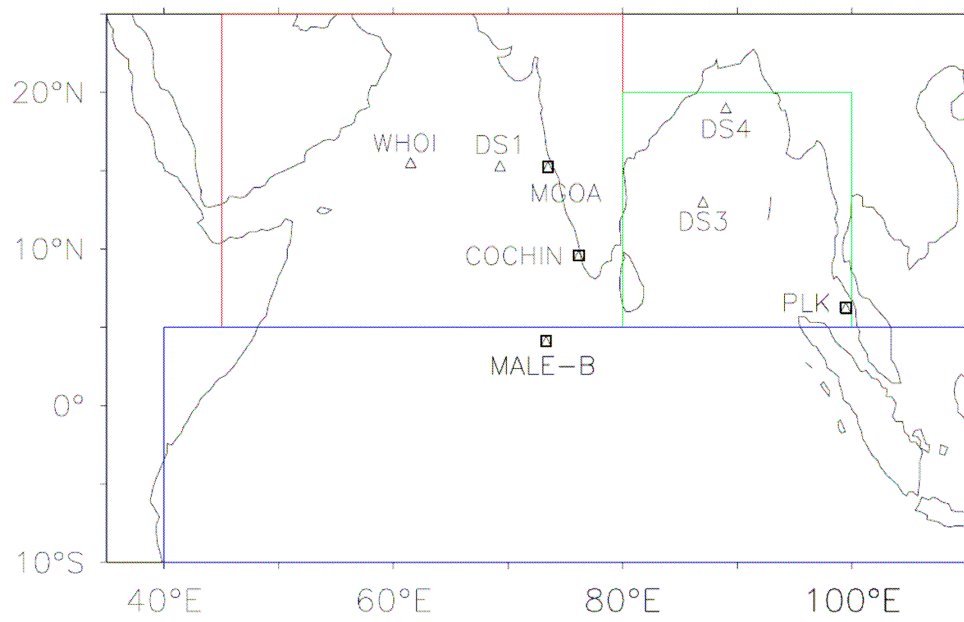 20°N
WHOI
DS1
DS4
MGOA
DS3
10°N
COCHIN
PLK
MALE-B
0°
10°S
40°E
60°E
80°E
100°E